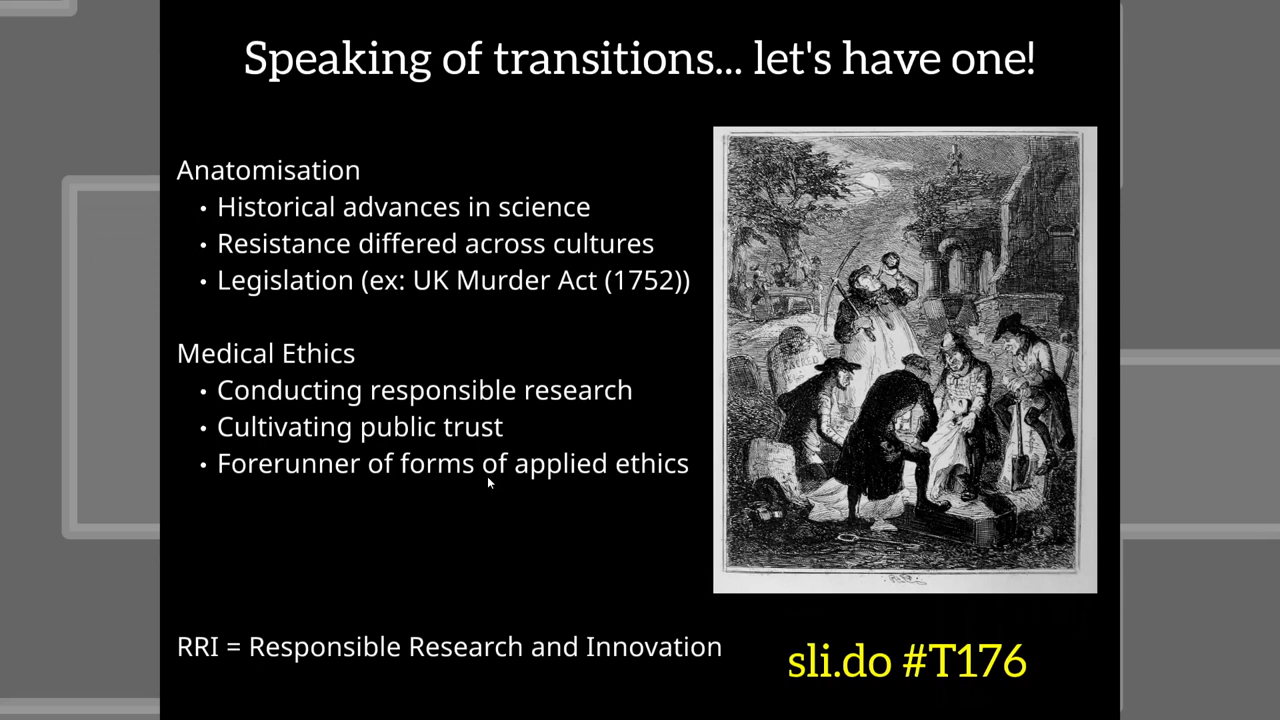 Speaking of transitions... let's have one!
Anatomisation
• Historical advances in science
• Resistance differed across cultures
• Legislation (ex: UK Murder Act (1752))
Medical Ethics
• Conducting responsible research
• Cultivating public trust
• Forerunner of forms of applied ethics
RRI = Responsible Research and Innovation
sli.do #T176